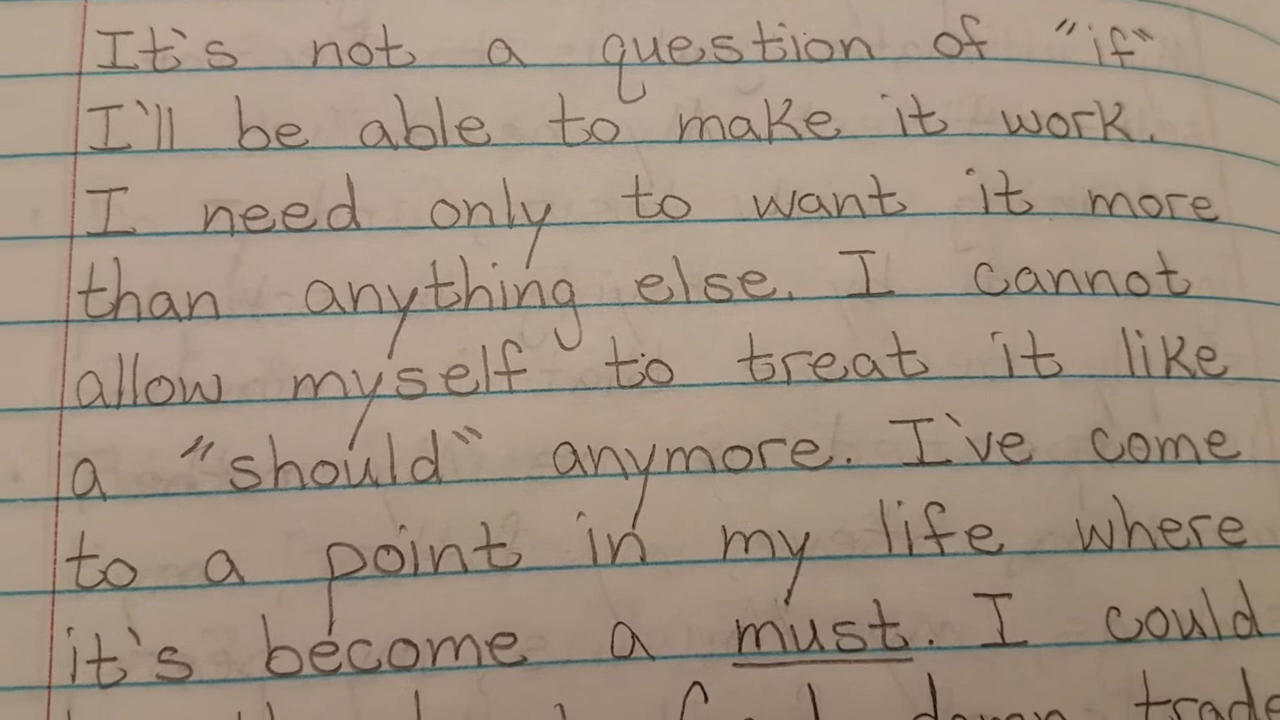 It's not a question of "if"
I'll be able to make it work.
I need only to want it more
than anything else. I cannot
allow myself to treat it like
a "should" anymore. I've come
to a point in my life where
it's become a must. I could